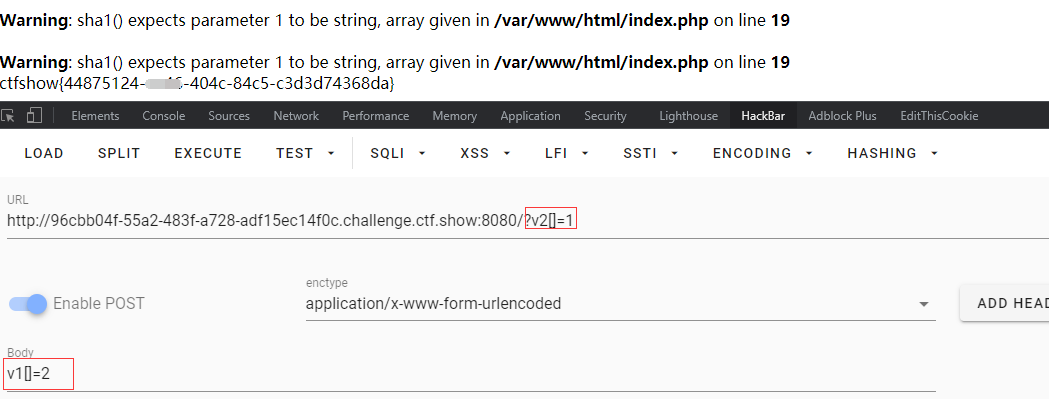 Warning: sha1() expects parameter 1 to be string, array given in /var/www/html/index.php on line 19
Warning: sha1() expects parameter 1 to be string, array given in /var/www/html/index.php on line 19
ctfshow{44875124- -404c-84c5-c3d3d74368da}
Elements Console Sources Network Performance Memory Application Security Lighthouse HackBar Adblock Plus EditThisCookie
LOAD SPLIT EXECUTE TEST SQLI XSS LFI SSTI ENCODING HASHING
URL
http://96cbb04f-55a2-483f-a728-adf15ec14f0c.challenge.ctf.show:8080/?v2[]=1
enctype
Enable POST application/x-www-form-urlencoded ADD HEAD
Body
v1[]=2